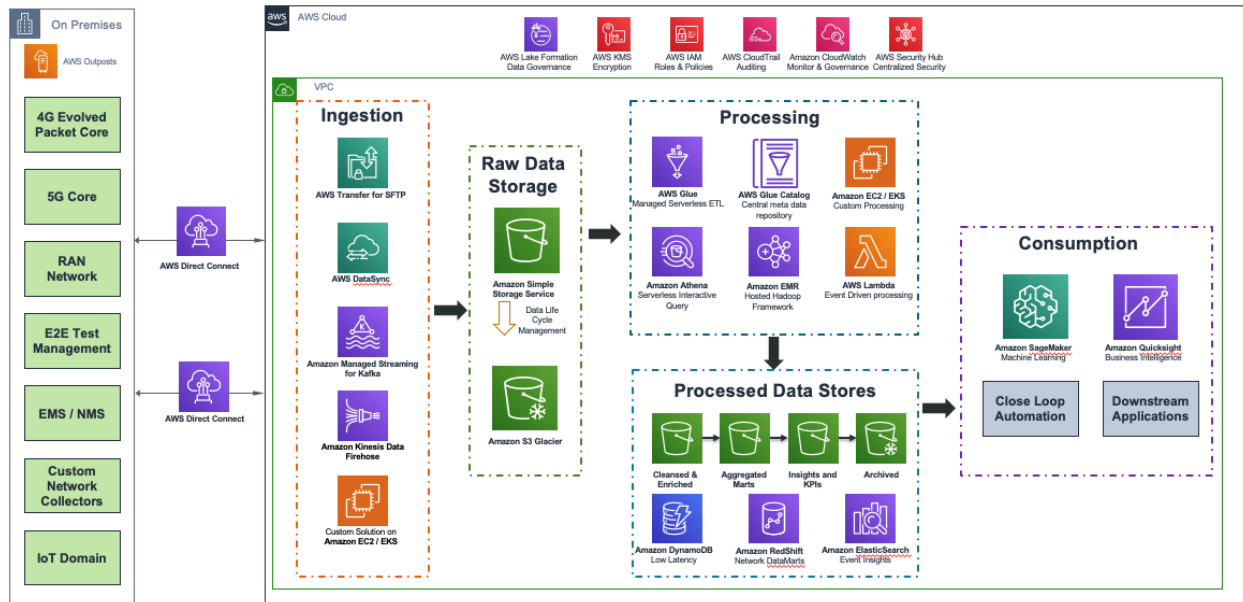 On Premises
AWS Outposts
4G Evolved
Packet Core
5G Core
RAN
Network
E2E Test
Management
EMS / NMS
Custom
Network
Collectors
IoT Domain
AWS Direct Connect
AWS Direct Connect
aws
AWS Cloud
AWS Lake Formation
Data Governance
AWS KMS
Encryption
AWS IAM
Roles & Policies
AWS CloudTrail
Auditing
Amazon CloudWatch
Monitor & Governance
AWS Security Hub
Centralized Security
VPC
Ingestion
AWS Transfer for SFTP
AWS DataSync
K
Amazon Managed Streaming
for Kafka
Amazon Kinesis Data
Firehose
Custom Solution on
Amazon EC2 / EKS
Raw Data
Storage
Amazon Simple
Storage Service
Data Life
Cycle
Management
Amazon S3 Glacier
Processing
AWS Glue
Managed Serverless ETL
AWS Glue Catalog
Central meta data
repository
Amazon EC2 / EKS
Custom Processing
Amazon Athena
Serverless Interactive
Query
Amazon EMR
Hosted Hadoop
Framework
AWS Lambda
Event Driven processing
Processed Data Stores
Cleansed &
Enriched
Aggregated
Marts
Insights and
KPIs
Archived
Amazon DynamoDB
Low Latency
Amazon RedShift
Network DataMarts
Amazon ElasticSearch
Event Insights
Consumption
Amazon SageMaker
Machine Learning
Amazon Quicksight
Business Intelligence
Close Loop
Automation
Downstream
Applications